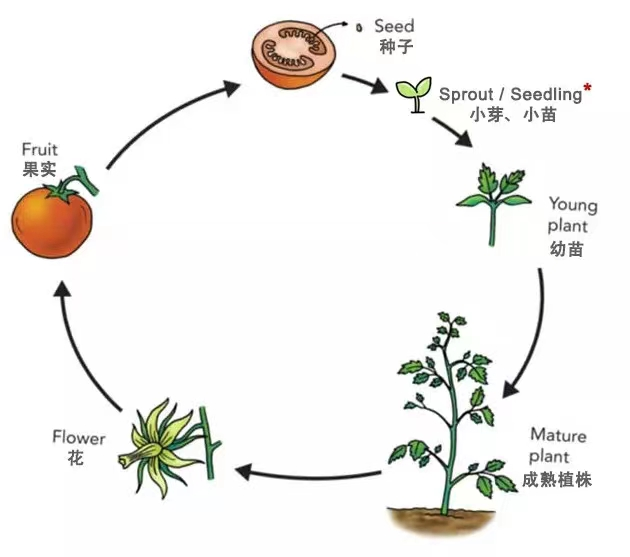 Seed
种子
Sprout / Seedling*
小芽、小苗
Young
plant
幼苗
Mature
plant
成熟植株
Flower
花
Fruit
果实